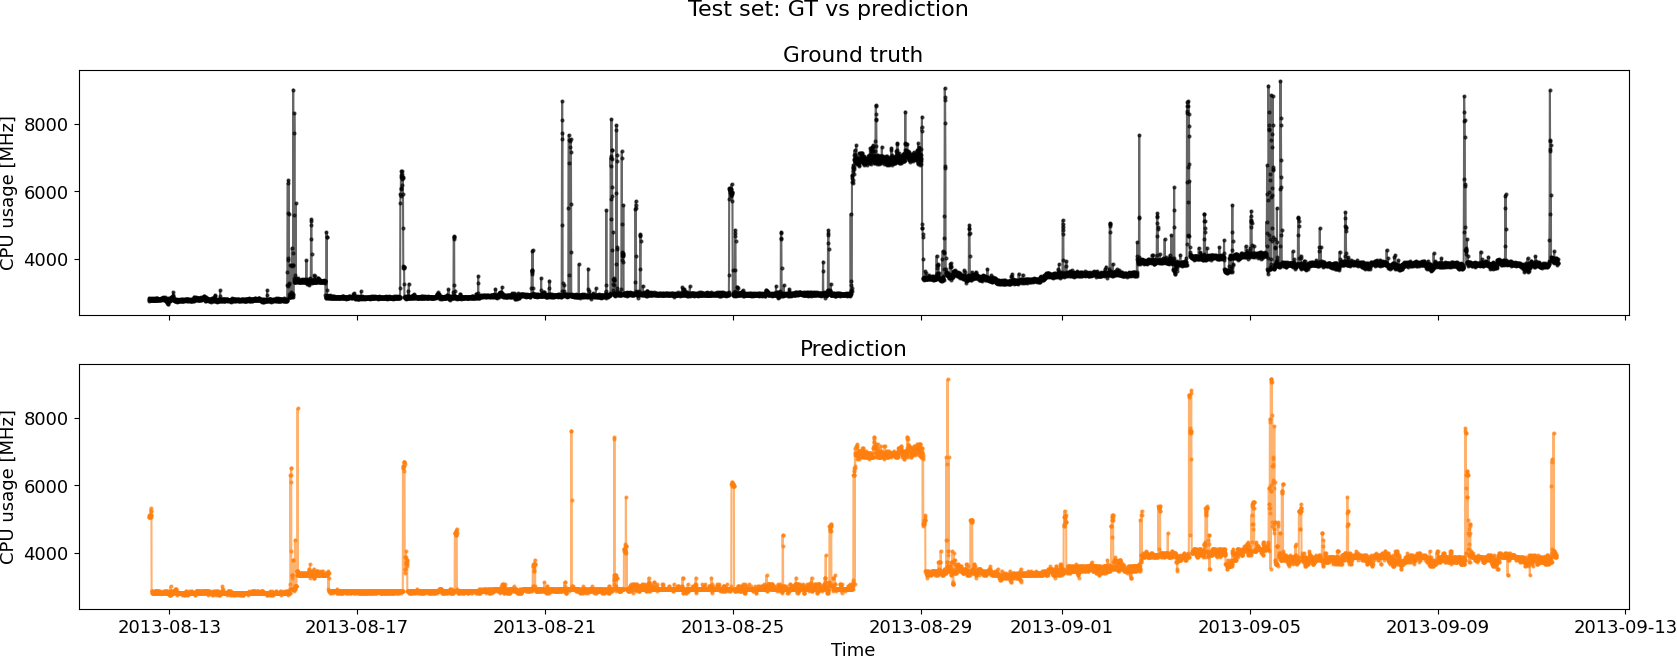 Test set: GT vs prediction
Ground truth
CPU usage [MHz]
8000
6000
4000
Prediction
CPU usage [MHz]
8000
6000
4000
2013-08-13 2013-08-17 2013-08-21 2013-08-25 2013-08-29 2013-09-01 2013-09-05 2013-09-09 2013-09-13
Time